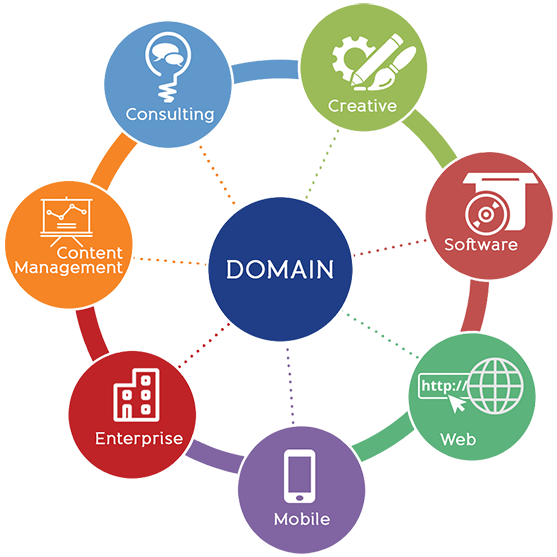 Consulting
Creative
Software
http://
Web
Mobile
Enterprise
Content
Management
DOMAIN